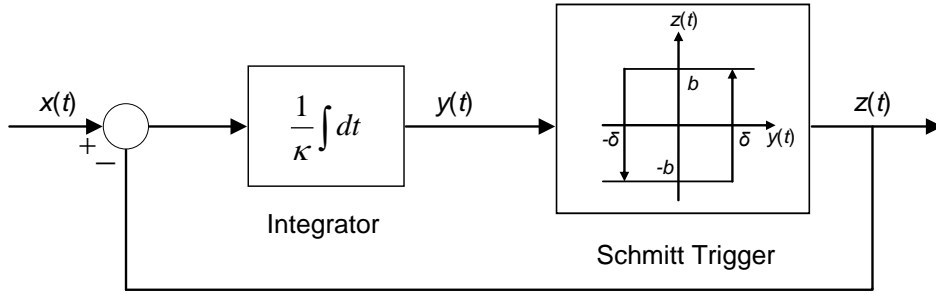 z(t)
x(t)
y(t)
z(t)
b
1/κ ∫ dt
+
−
-δ
δ
y(t)
-b
Integrator
Schmitt Trigger